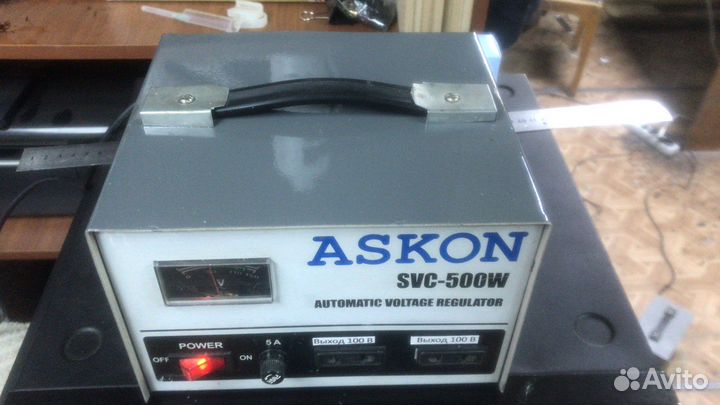 ASKON
SVC-500W
AUTOMATIC VOLTAGE REGULATOR
V
POWER
OFF
ON
5 A
Выход 100 В
Выход 100 В
Avito